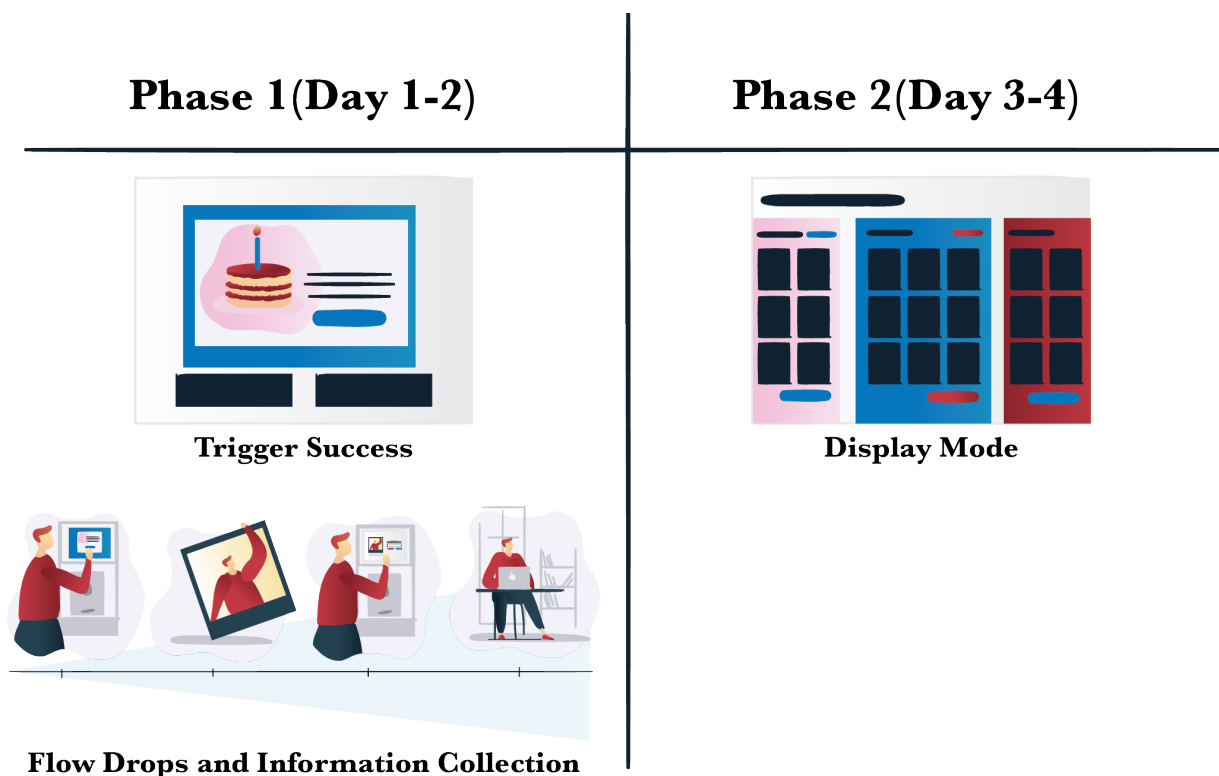 Phase 1(Day 1-2)
Phase 2(Day 3-4)
Trigger Success
Display Mode
Flow Drops and Information Collection